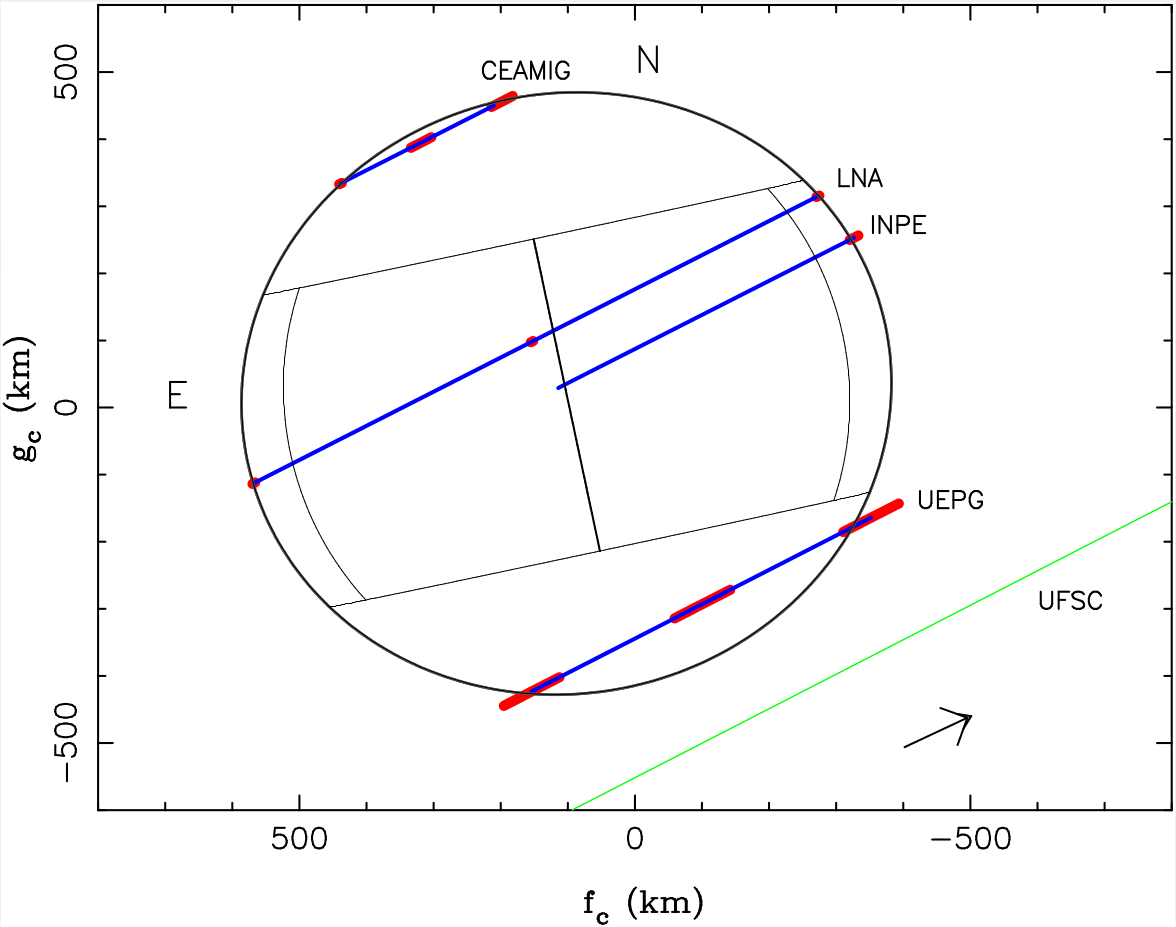 N
CEAMIG
500
LNA
INPE
E
0
g_c (km)
UEPG
UFSC
−500
500
0
−500
f_c (km)